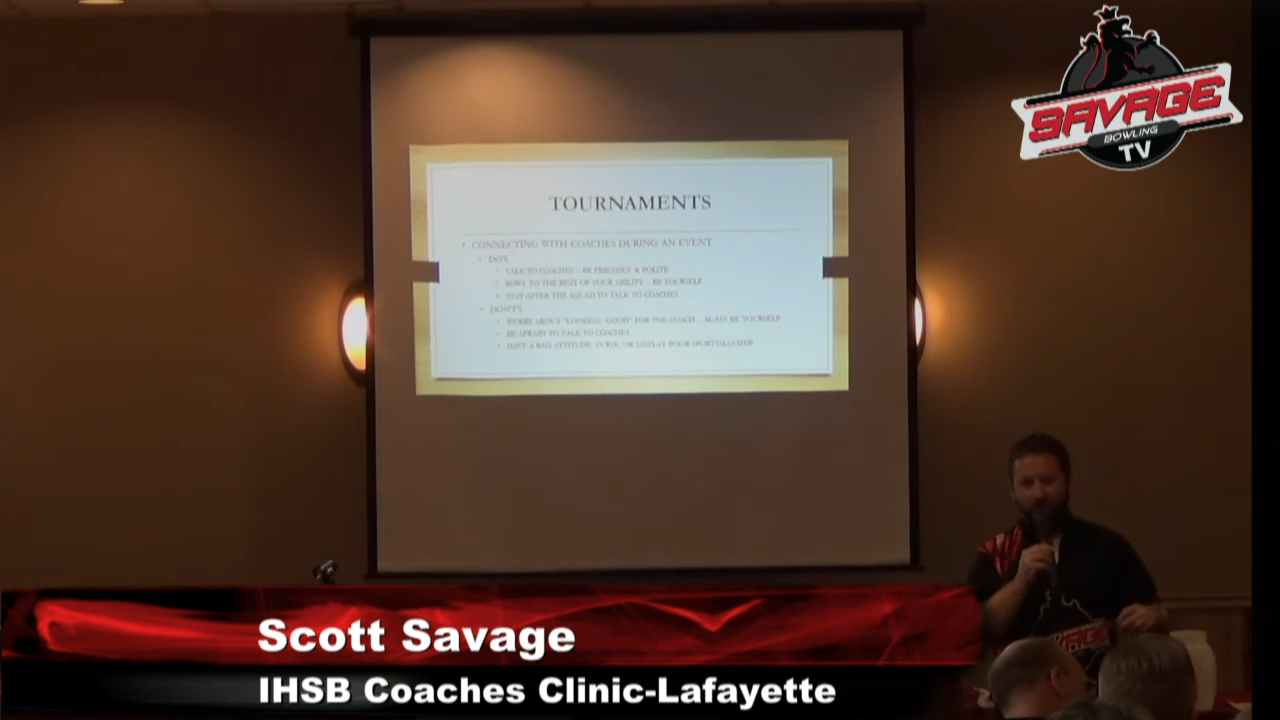 SAVAGE
BOWLING
TV
TOURNAMENTS
• CONNECTING WITH COACHES DURING AN EVENT
• DO'S
• TALK TO COACHES – BE FRIENDLY & POLITE
• BOWL TO THE BEST OF YOUR ABILITY – BE YOURSELF
• STAY AFTER THE SQUAD TO TALK TO COACHES
• DON'TS
• WORRY ABOUT "LOOKING GOOD" FOR THE COACH – AGAIN BE YOURSELF
• BE AFRAID TO TALK TO COACHES
• HAVE A BAD ATTITUDE, CURSE, OR DISPLAY POOR SPORTSMANSHIP
Scott Savage
IHSB Coaches Clinic-Lafayette